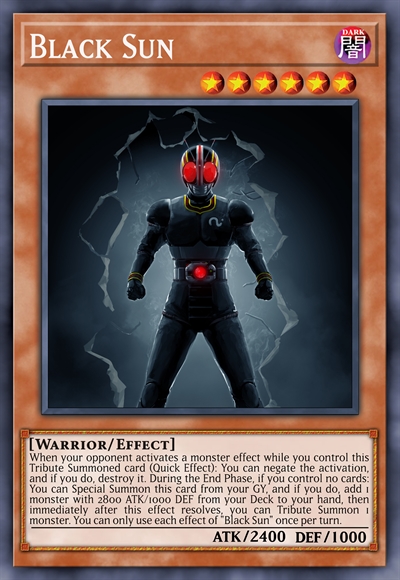 Black Sun
DARK
闇
[Warrior/Effect]
When your opponent activates a monster effect while you control this
Tribute Summoned card (Quick Effect): You can negate the activation,
and if you do, destroy it. During the End Phase, if you control no cards:
You can Special Summon this card from your GY, and if you do, add 1
monster with 2800 ATK/1000 DEF from your Deck to your hand, then
immediately after this effect resolves, you can Tribute Summon 1
monster. You can only use each effect of "Black Sun" once per turn.
ATK/2400 DEF/1000